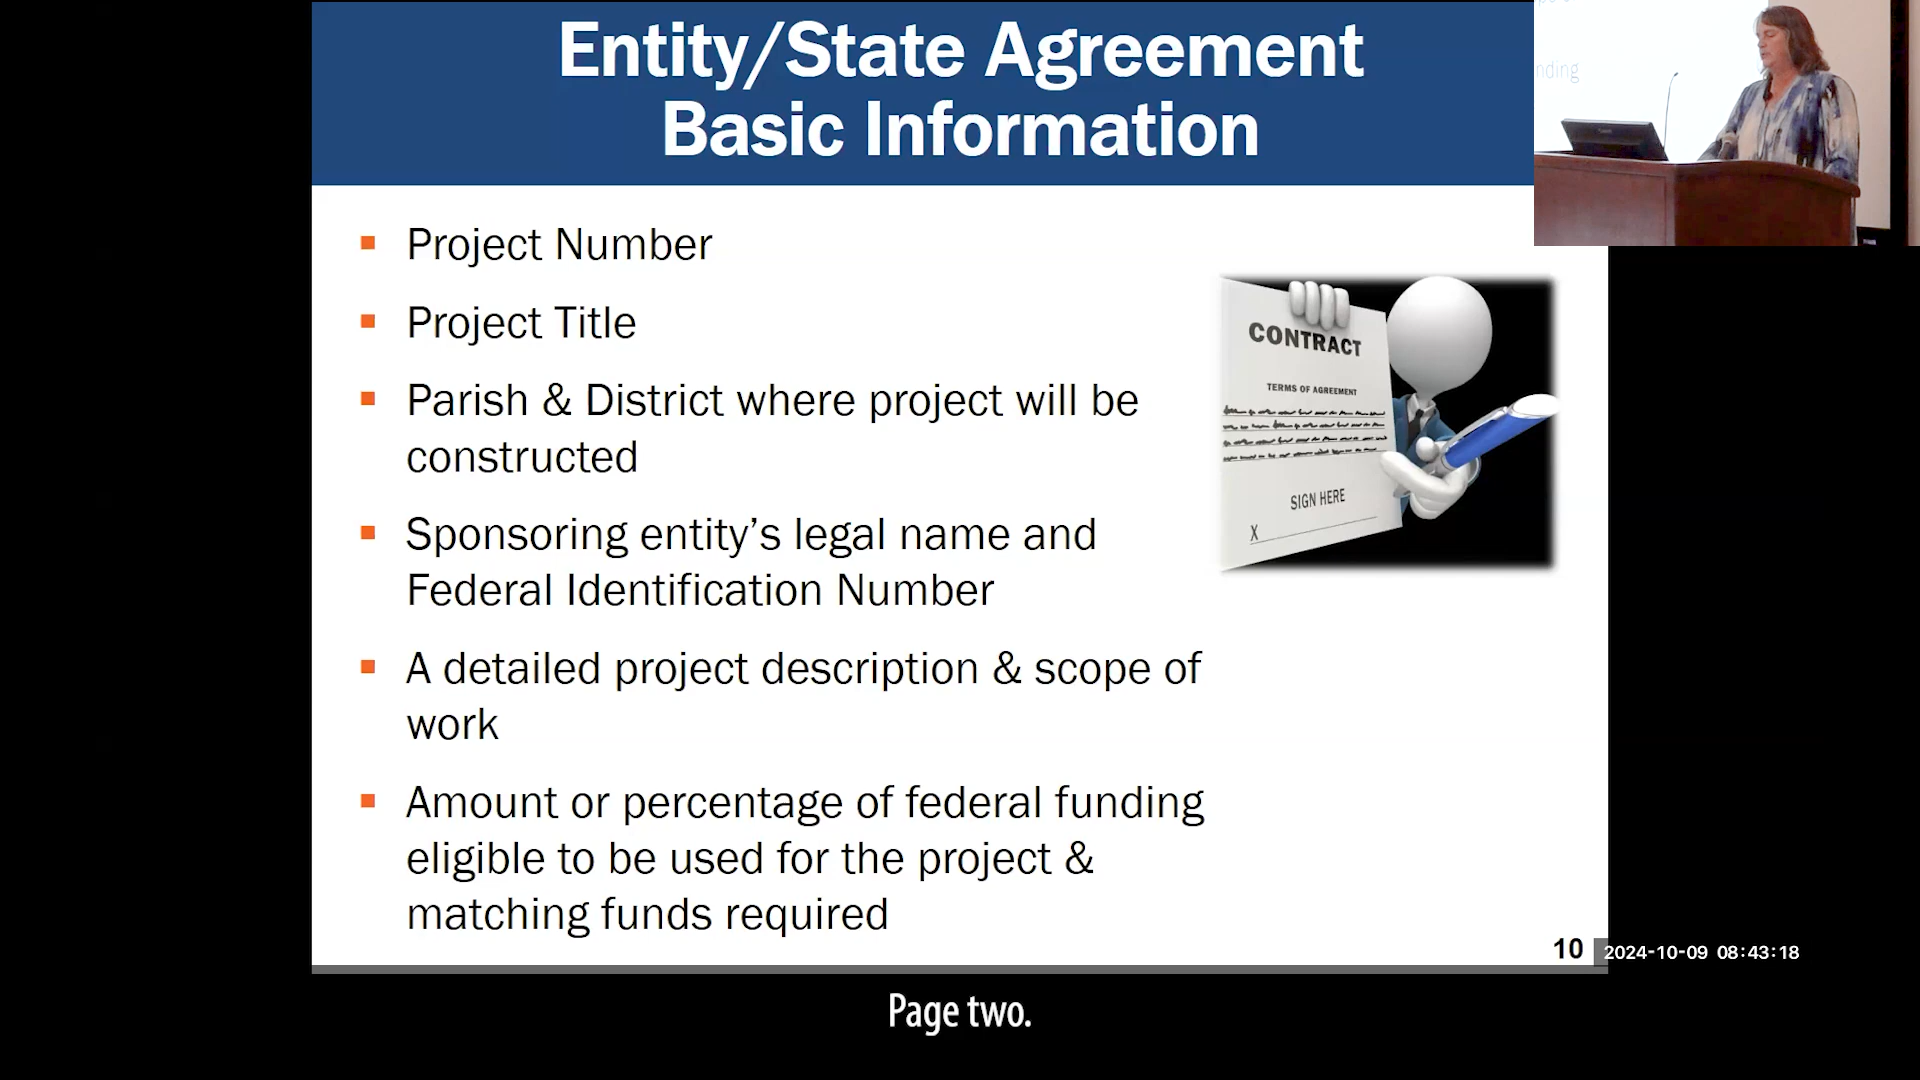 Entity/State Agreement
Basic Information
nding
Project Number
Project Title
Parish & District where project will be
constructed
Sponsoring entity’s legal name and
Federal Identification Number
A detailed project description & scope of
work
Amount or percentage of federal funding
eligible to be used for the project &
matching funds required
CONTRACT
TERMS OF AGREEMENT
SIGN HERE
X
10
2024-10-09 08:43:18
Page two.